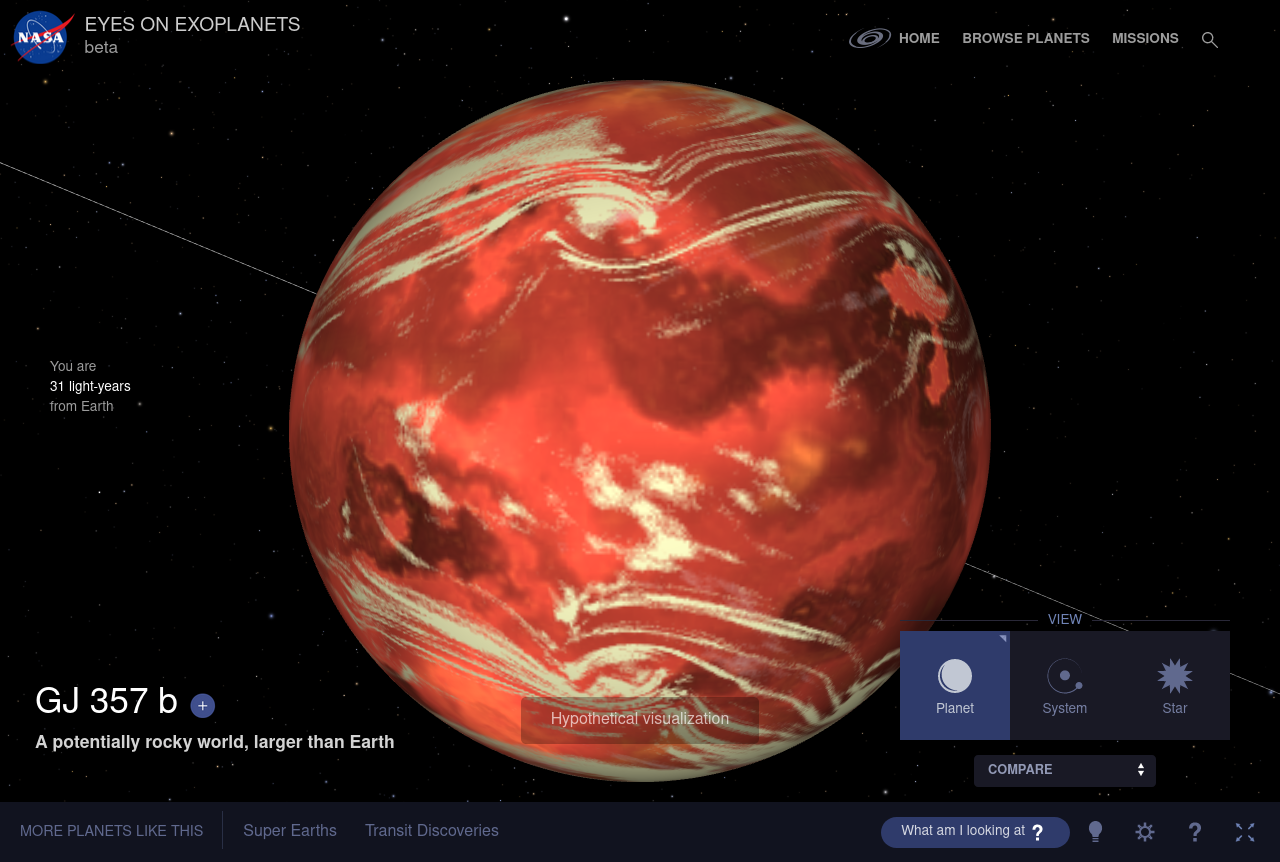 NASA
EYES ON EXOPLANETS
beta
HOME
BROWSE PLANETS
MISSIONS
You are
31 light-years
from Earth
VIEW
Planet
System
Star
COMPARE
GJ 357 b +
A potentially rocky world, larger than Earth
Hypothetical visualization
MORE PLANETS LIKE THIS
Super Earths
Transit Discoveries
What am I looking at ?
?